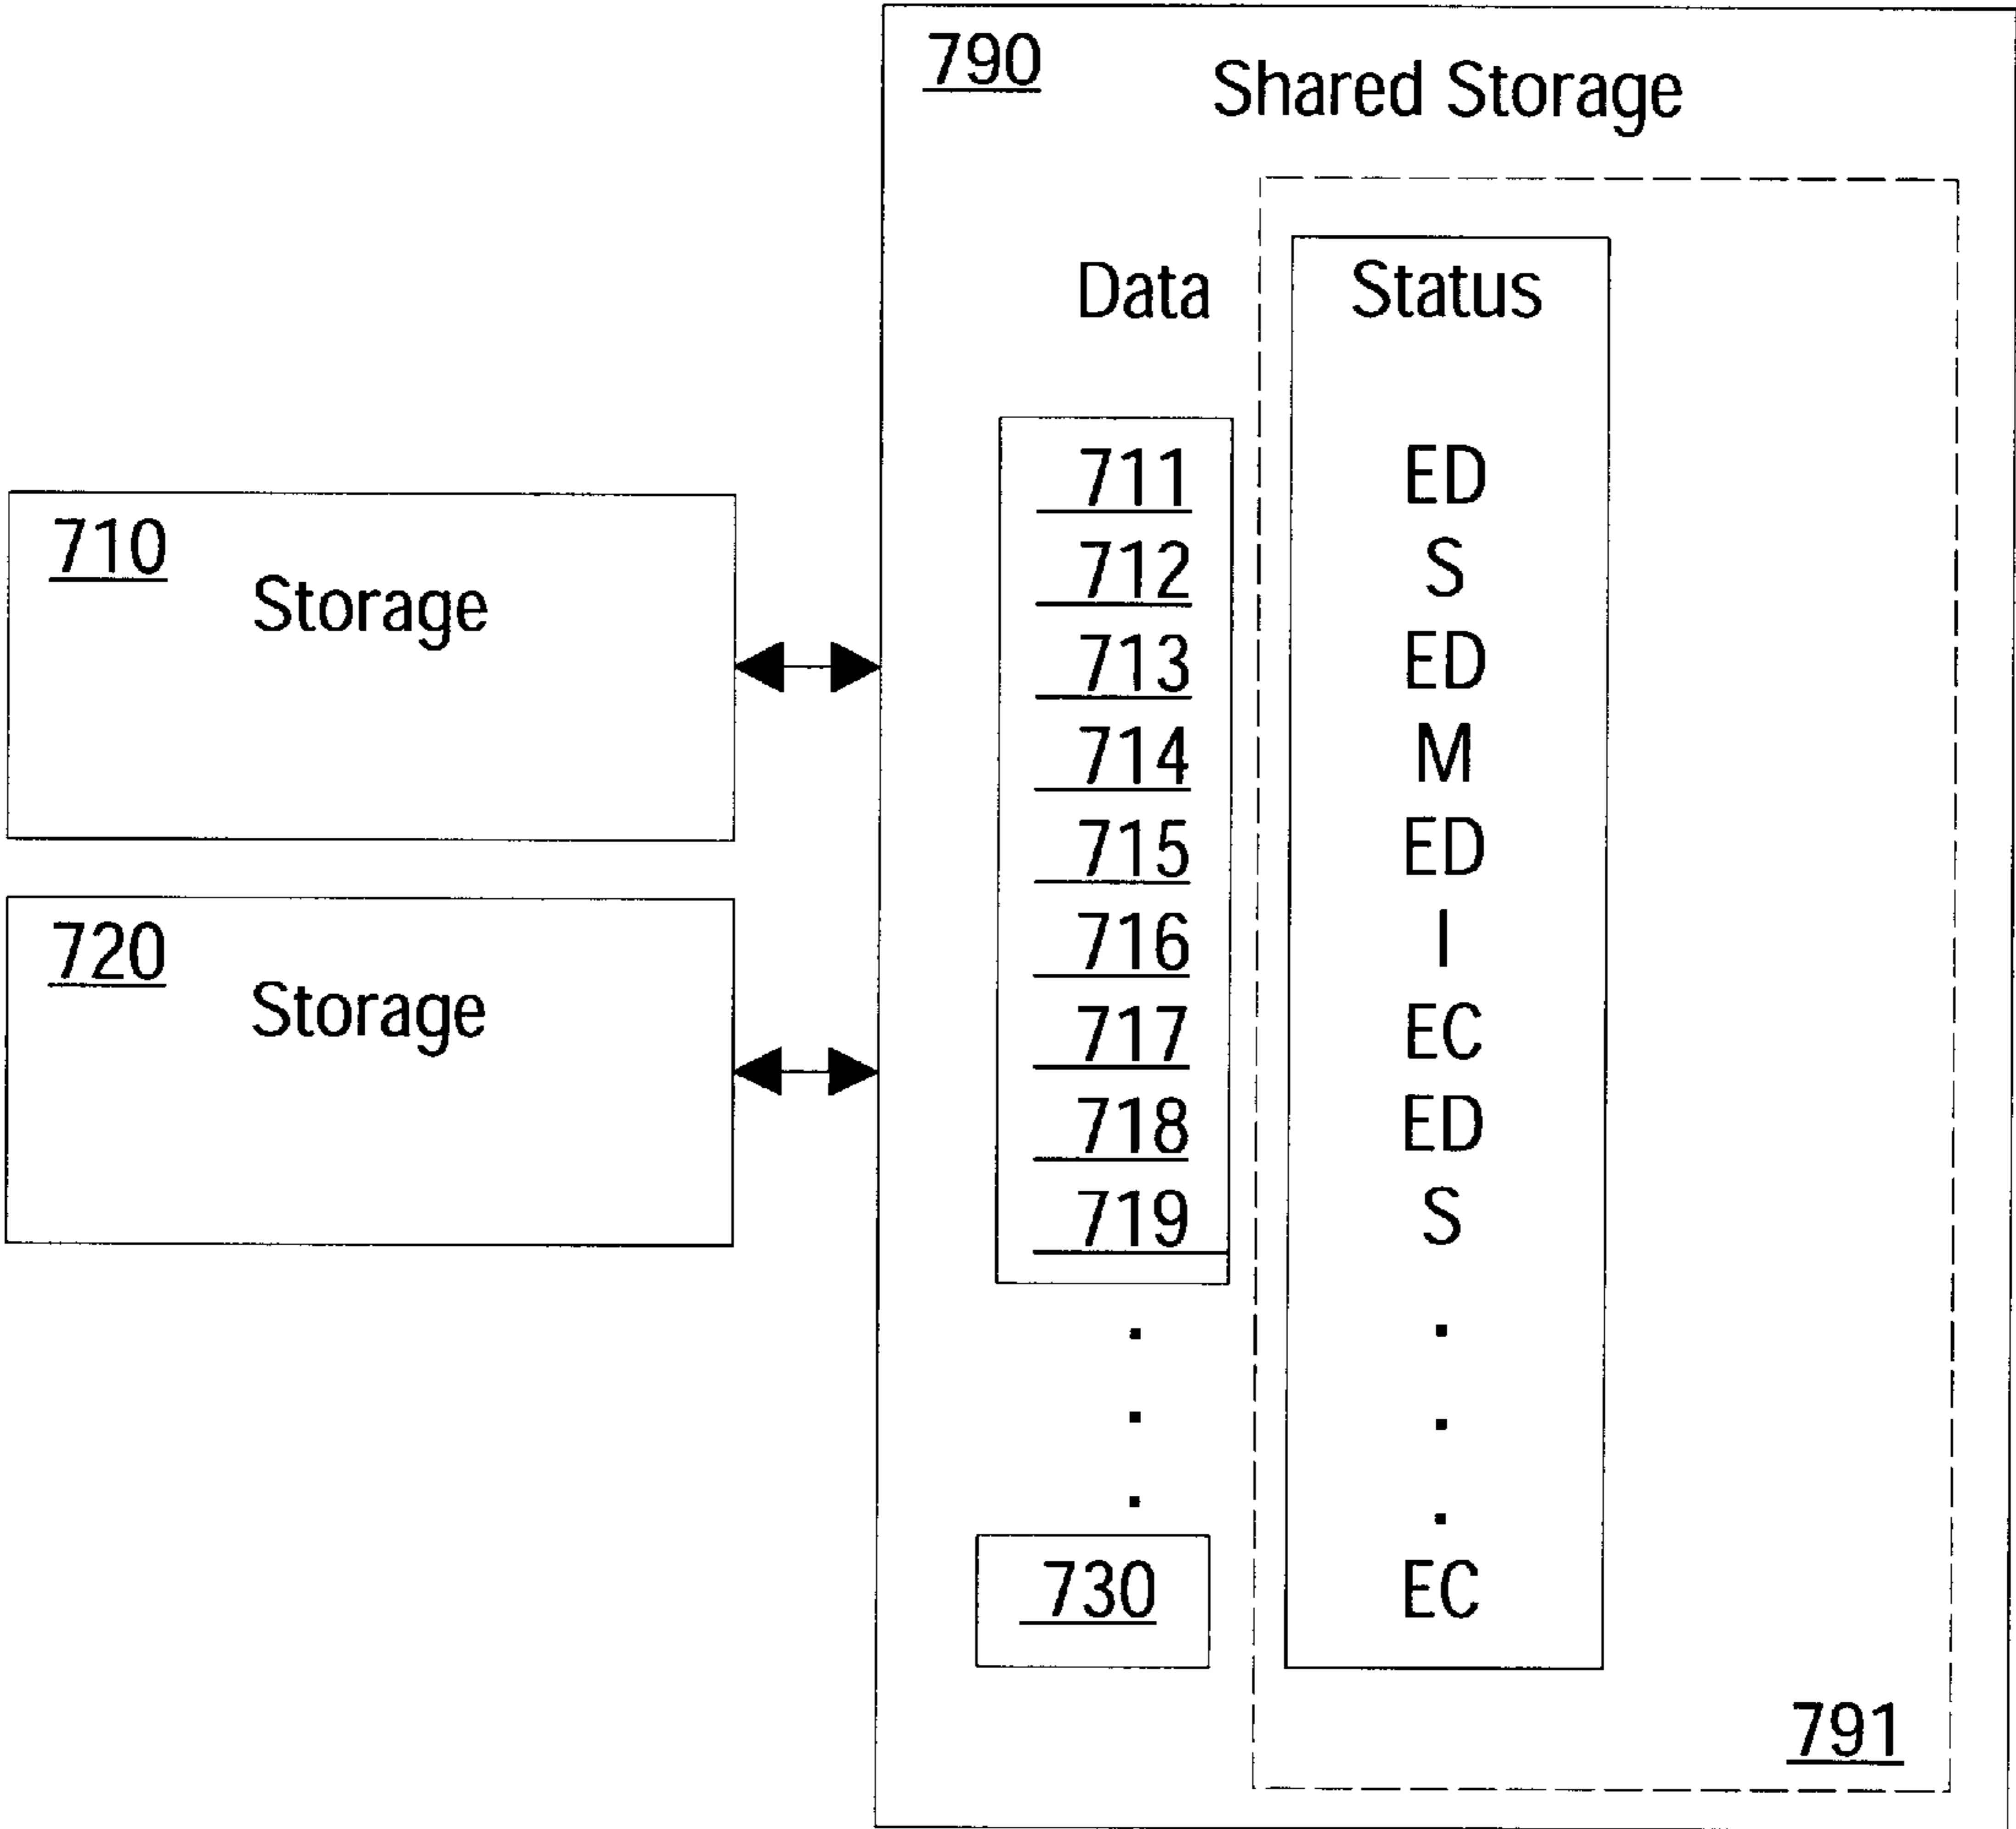 790
Shared Storage
Data Status
711 ED
712 S
713 ED
714 M
715 ED
716 I
717 EC
718 ED
719 S
. .
. .
. .
730 EC
791
710
Storage
720
Storage